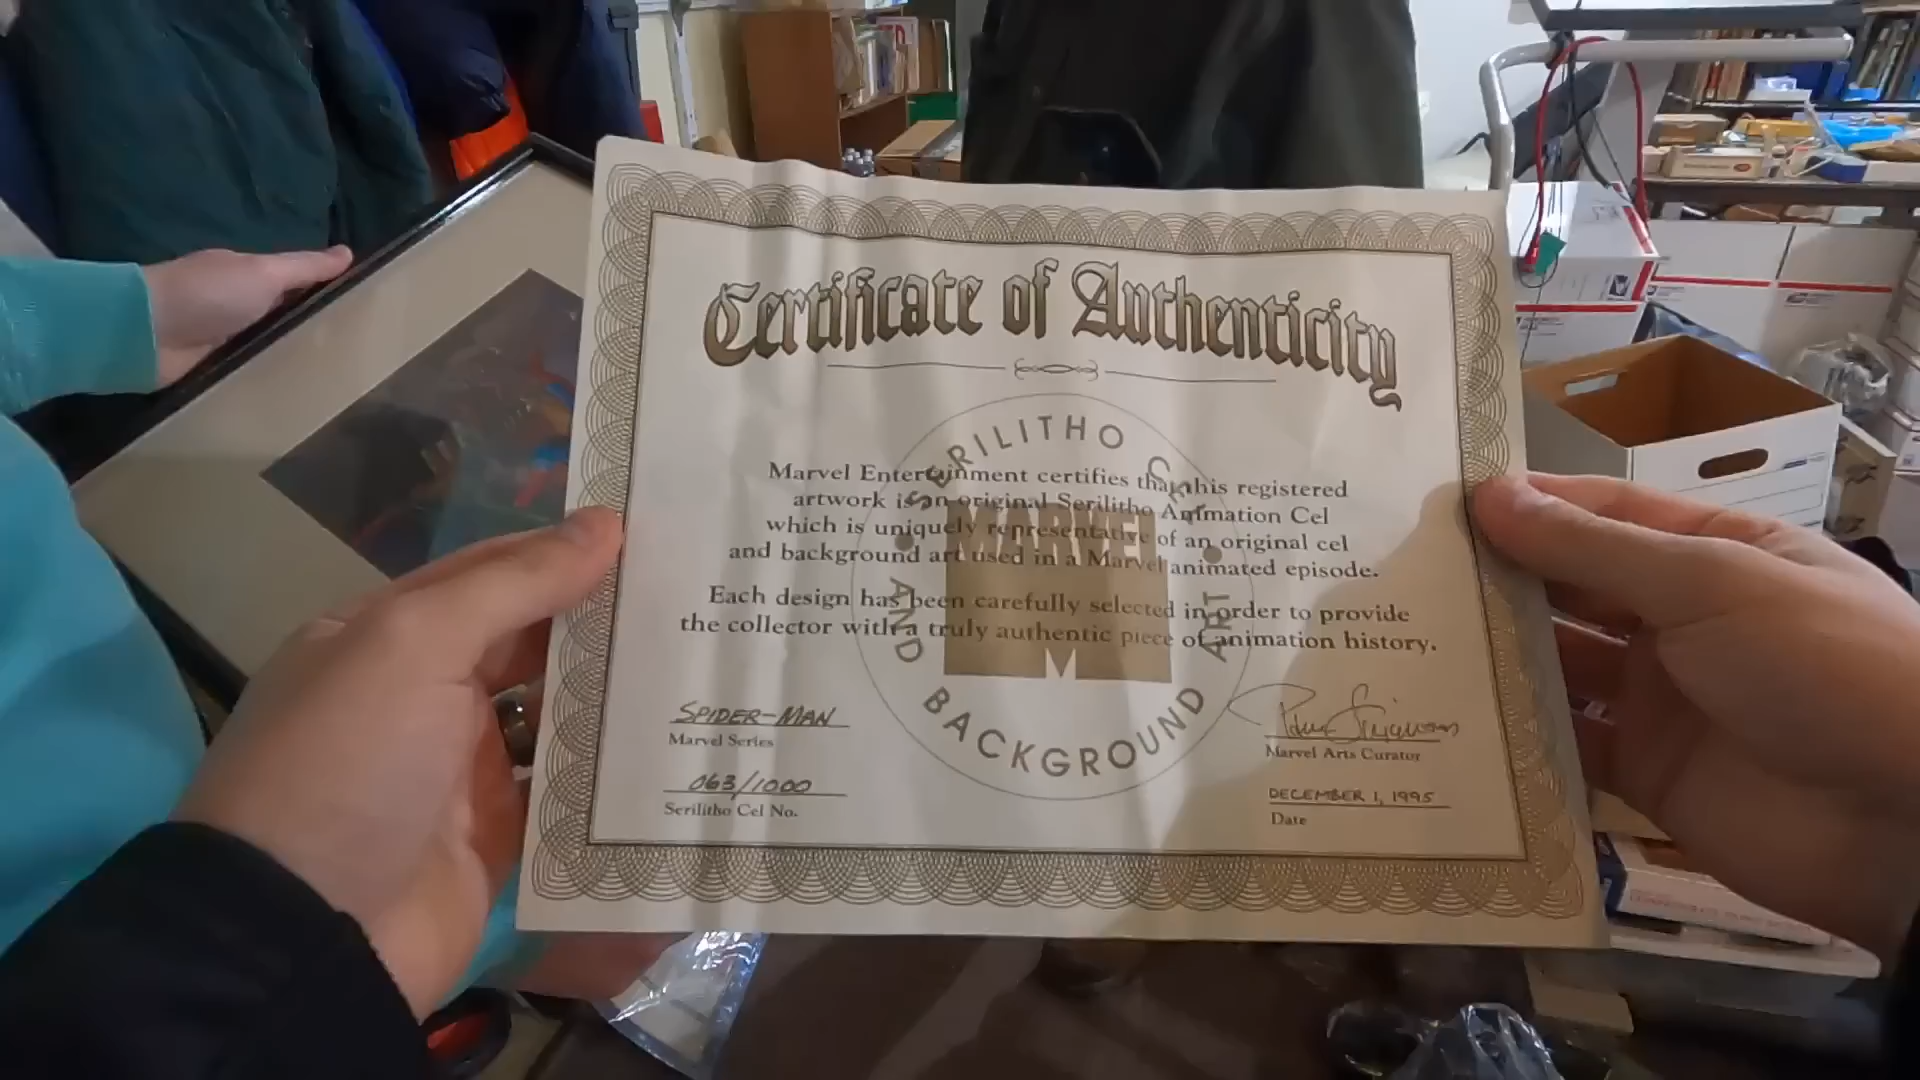 Certificate of Authenticity
SERILITHO CEL
Marvel Entertainment certifies that this registered
artwork is an original Serilitho Animation Cel
which is uniquely representative of an original cel
and background art used in a Marvel animated episode.
MARVEL
Each design has been carefully selected in order to provide
the collector with a truly authentic piece of animation history.
AND BACKGROUND ART
SPIDER-MAN
Marvel Series
Marvel Arts Curator
063/1000
Serilitho Cel No.
DECEMBER 1, 1995
Date